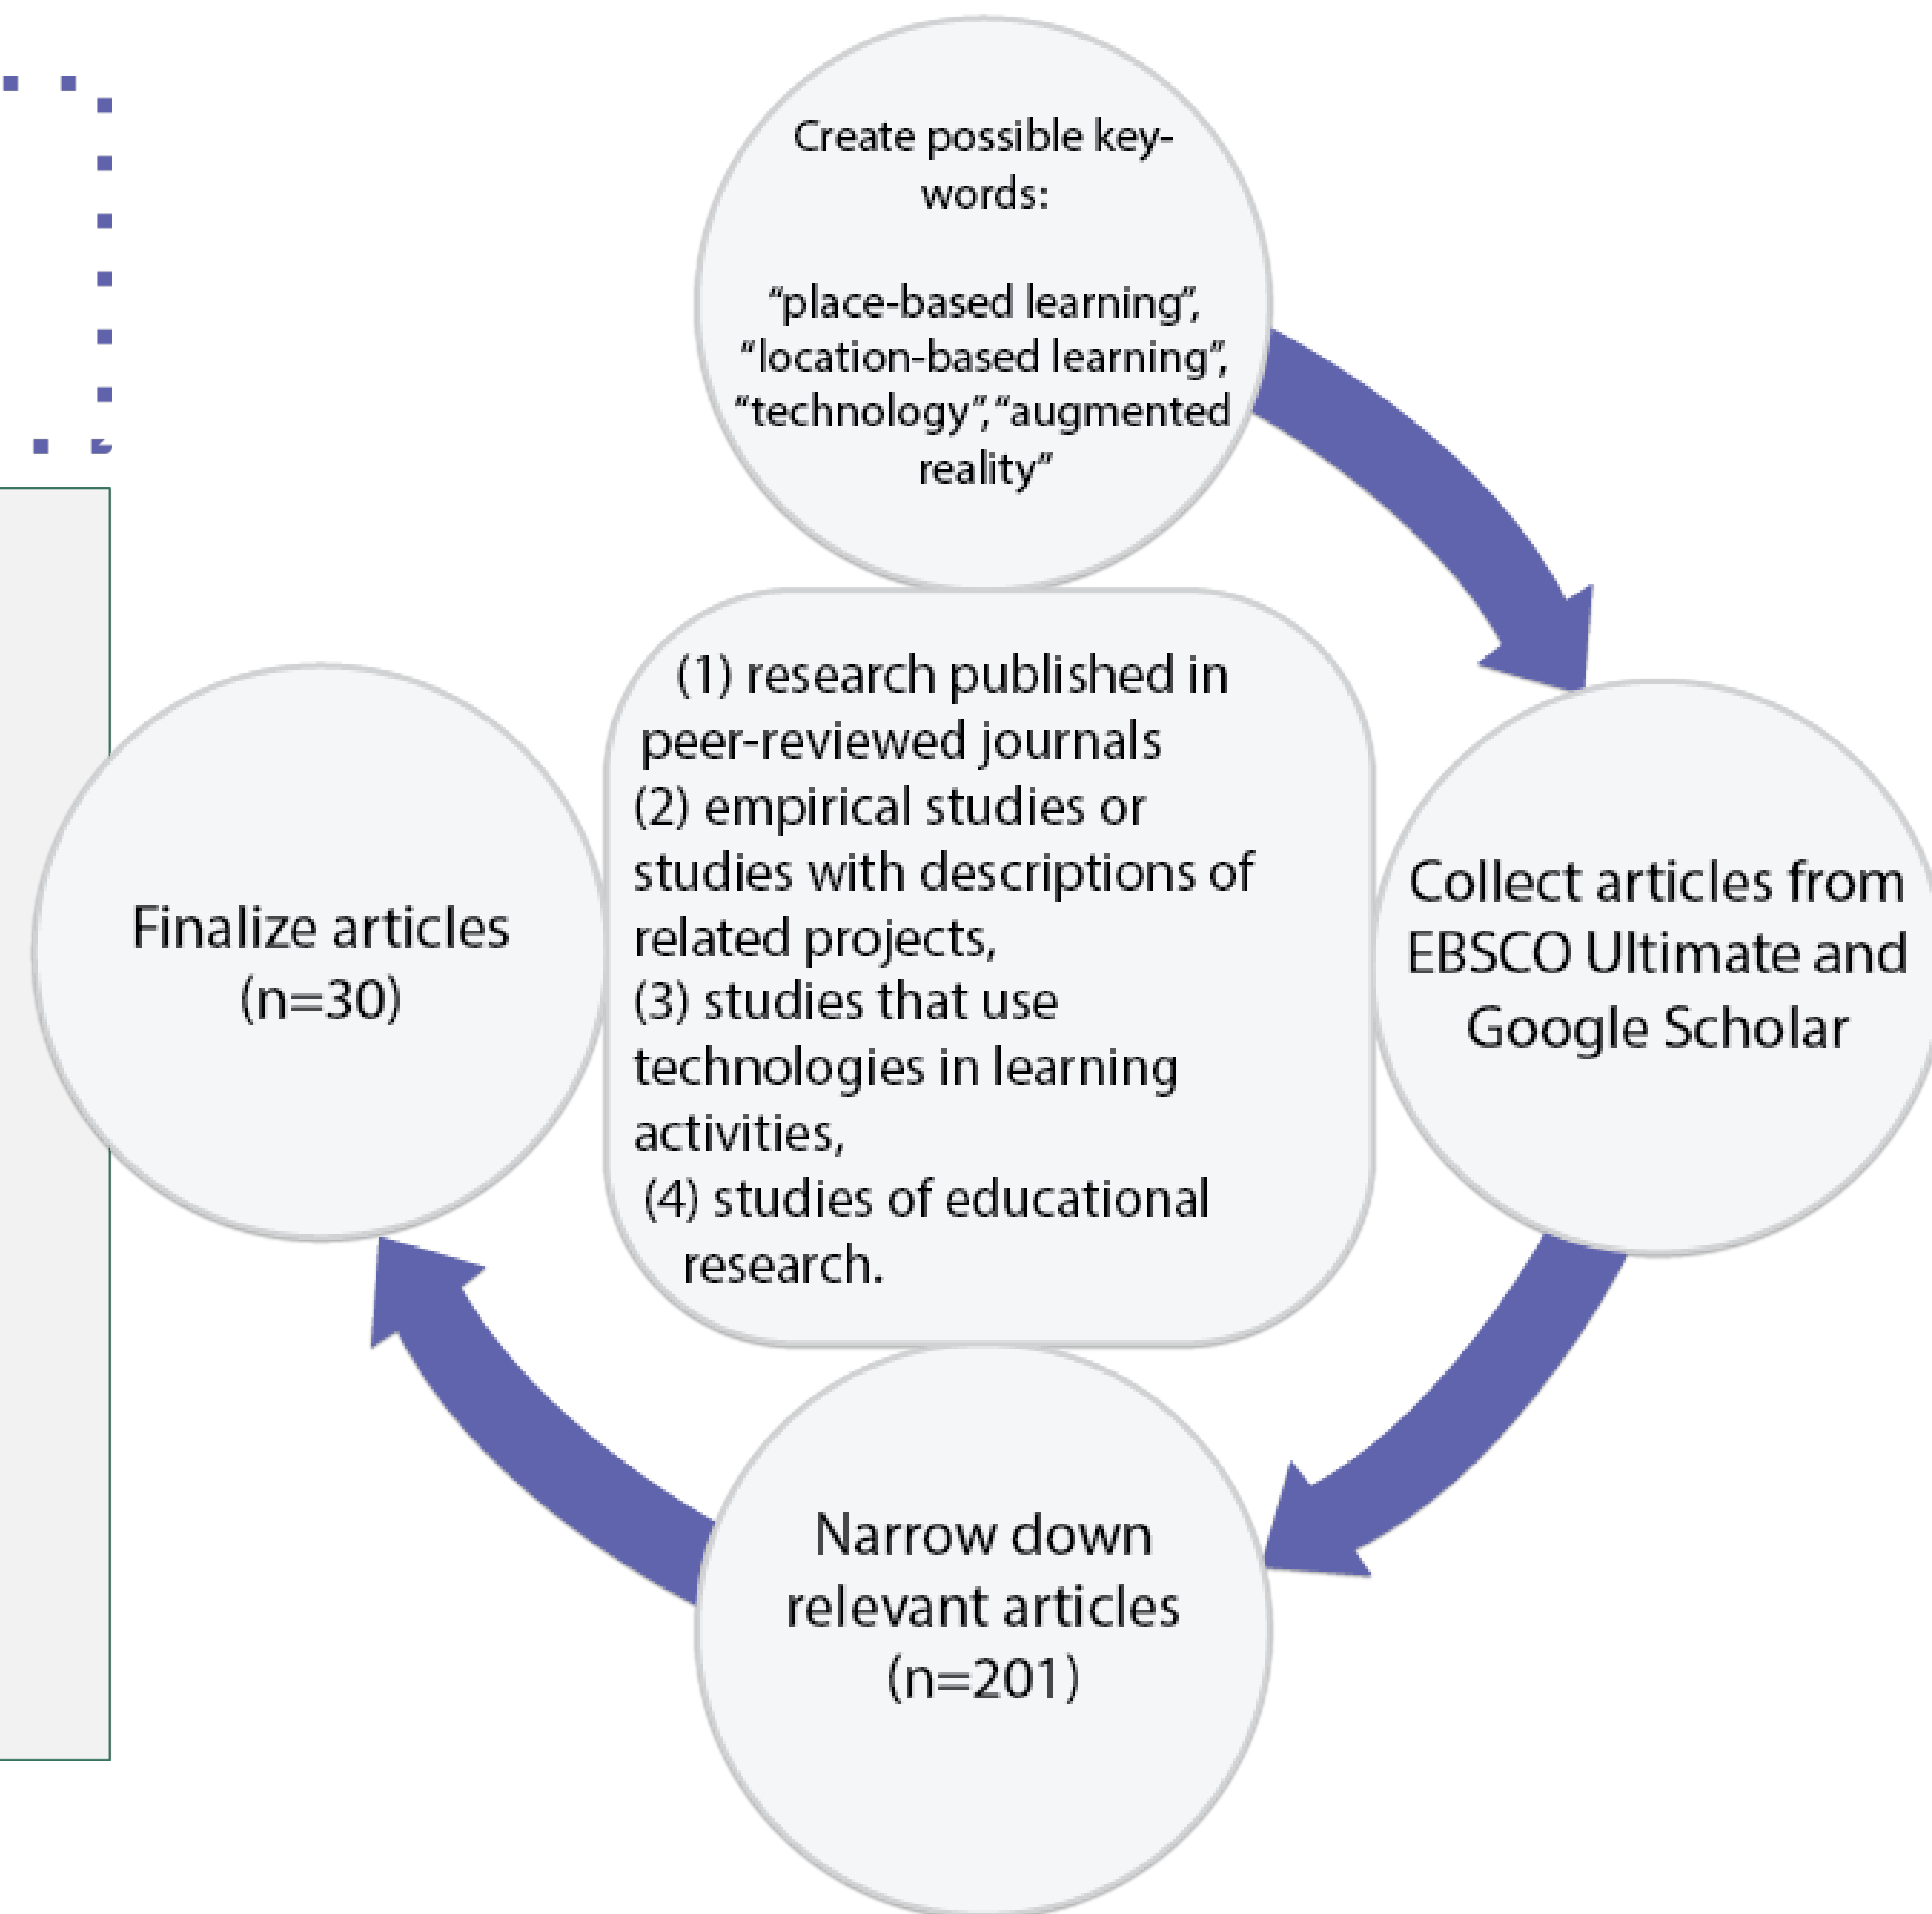 Create possible key-
words:
“place-based learning”,
“location-based learning”,
“technology”, “augmented
reality”
(1) research published in
peer-reviewed journals
(2) empirical studies or
studies with descriptions of
related projects,
(3) studies that use
technologies in learning
activities,
(4) studies of educational
research.
Collect articles from
EBSCO Ultimate and
Google Scholar
Narrow down
relevant articles
(n=201)
Finalize articles
(n=30)